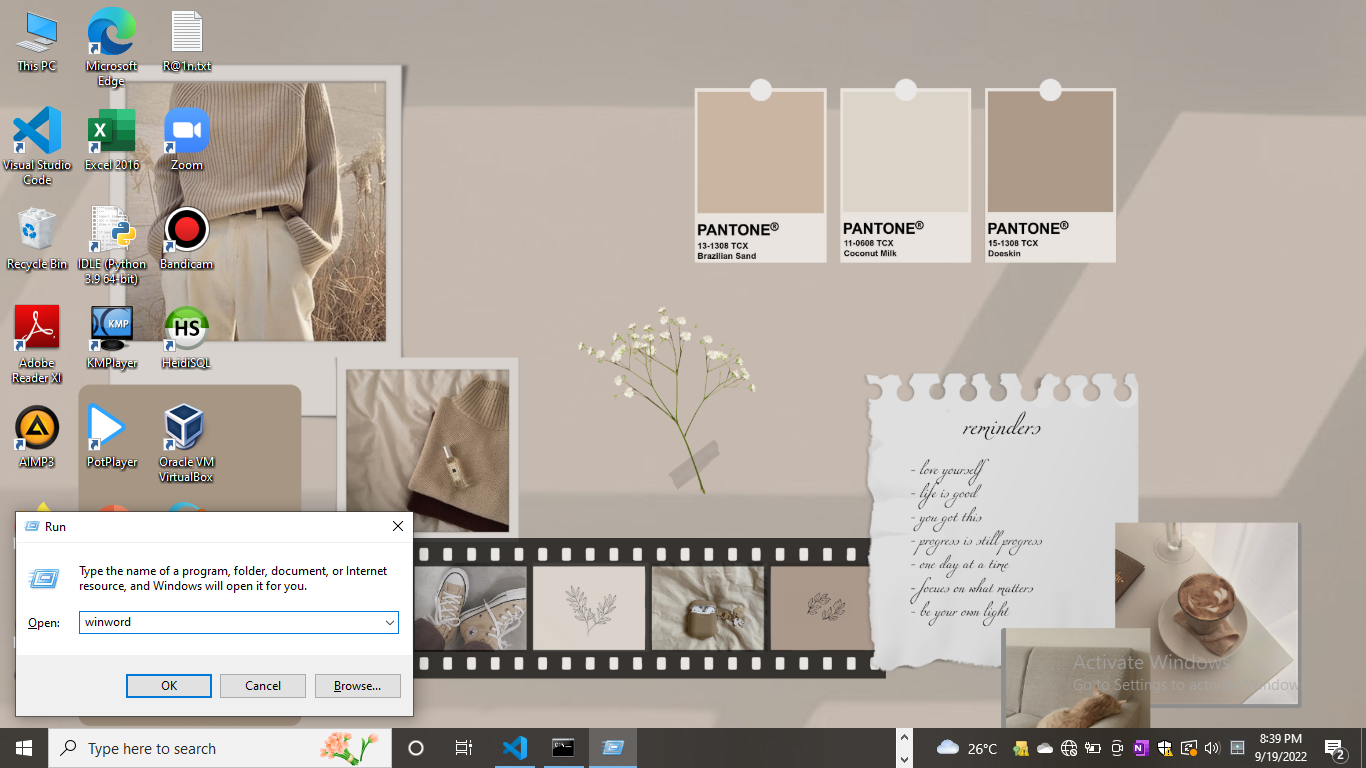 This PC
Microsoft
Edge
R@1n.txt
Visual Studio
Code
Excel 2016
Zoom
Recycle Bin
IDLE (Python
3.9 64-bit)
Bandicam
Adobe
Reader XI
KMPlayer
HeidiSQL
AIMP3
PotPlayer
Oracle VM
VirtualBox
KMP
HS
PANTONE®
13-1308 TCX
Brazilian Sand
PANTONE®
11-0608 TCX
Coconut Milk
PANTONE®
15-1308 TCX
Doeskin
reminders
- love yourself
- life is good
- you got this
- progress is still progress
- one day at a time
- focus on what matters
- be your own light
Run
Type the name of a program, folder, document, or Internet
resource, and Windows will open it for you.
Open:
winword
OK
Cancel
Browse...
Activate Windows
Go to Settings to activate Windows.
Type here to search
26°C
8:39 PM
9/19/2022
2